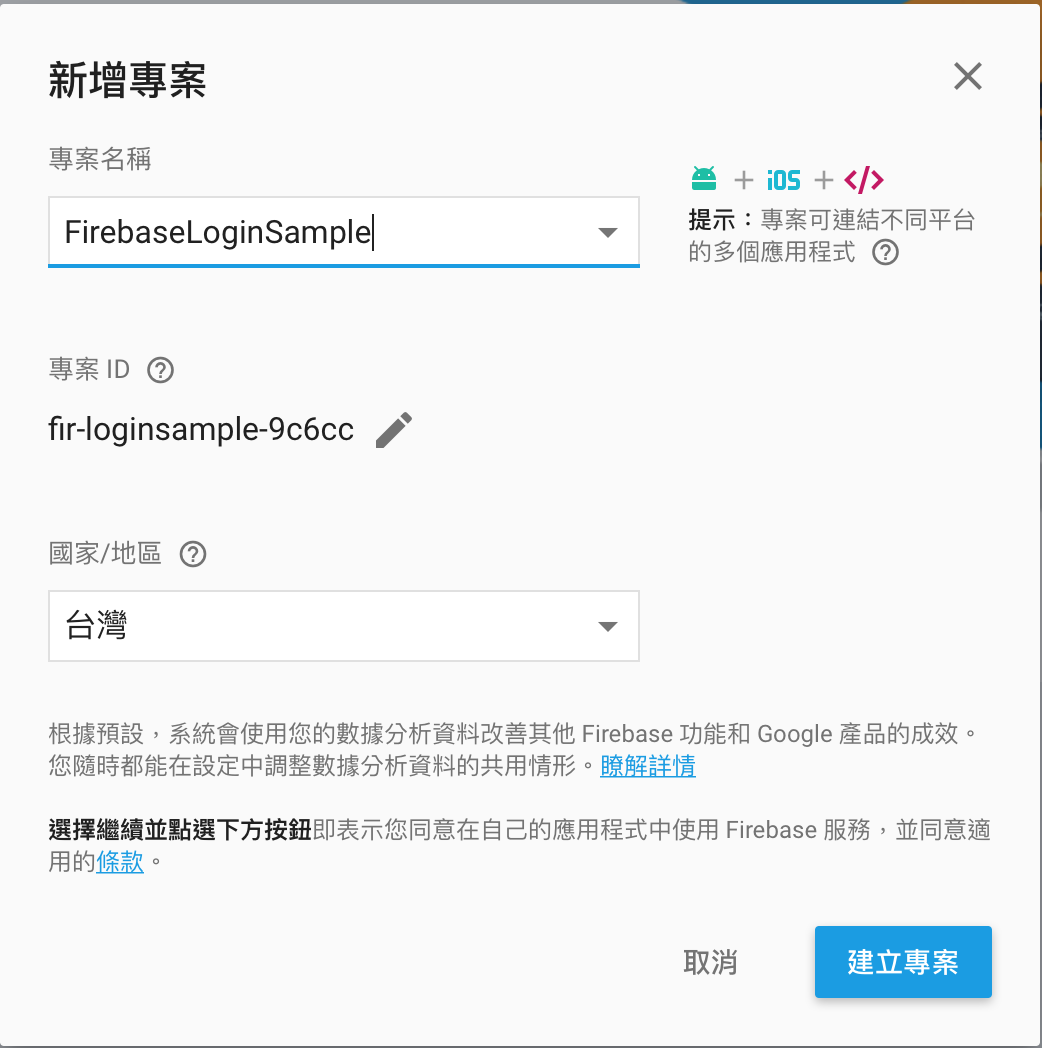 新增專案
專案名稱
FirebaseLoginSample
+ iOS + </>
提示：專案可連結不同平台
的多個應用程式 ?
專案 ID ?
fir-loginsample-9c6cc
國家/地區 ?
台灣
根據預設，系統會使用您的數據分析資料改善其他 Firebase 功能和 Google 產品的成效。
您隨時都能在設定中調整數據分析資料的共用情形。瞭解詳情
選擇繼續並點選下方按鈕即表示您同意在自己的應用程式中使用 Firebase 服務，並同意適
用的條款。
取消
建立專案